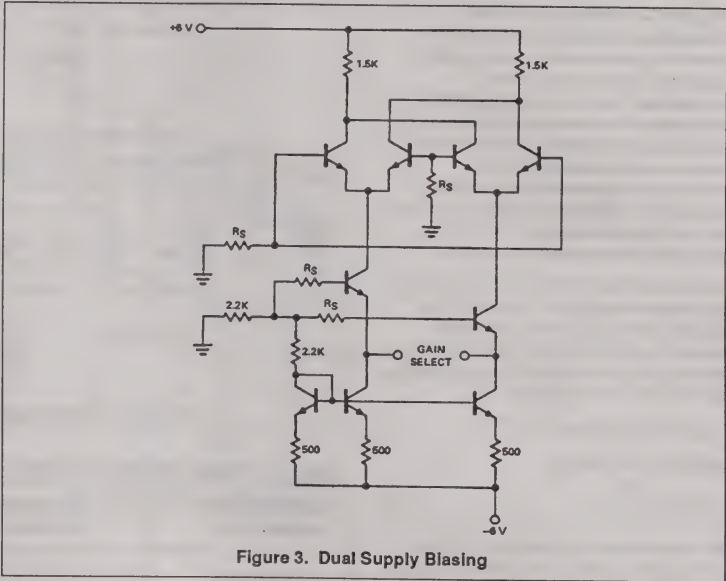 +6 V
1.5K
1.5K
RS
RS
RS
2.2K
RS
2.2K
GAIN
SELECT
500
500
500
–6 V
Figure 3. Dual Supply Biasing